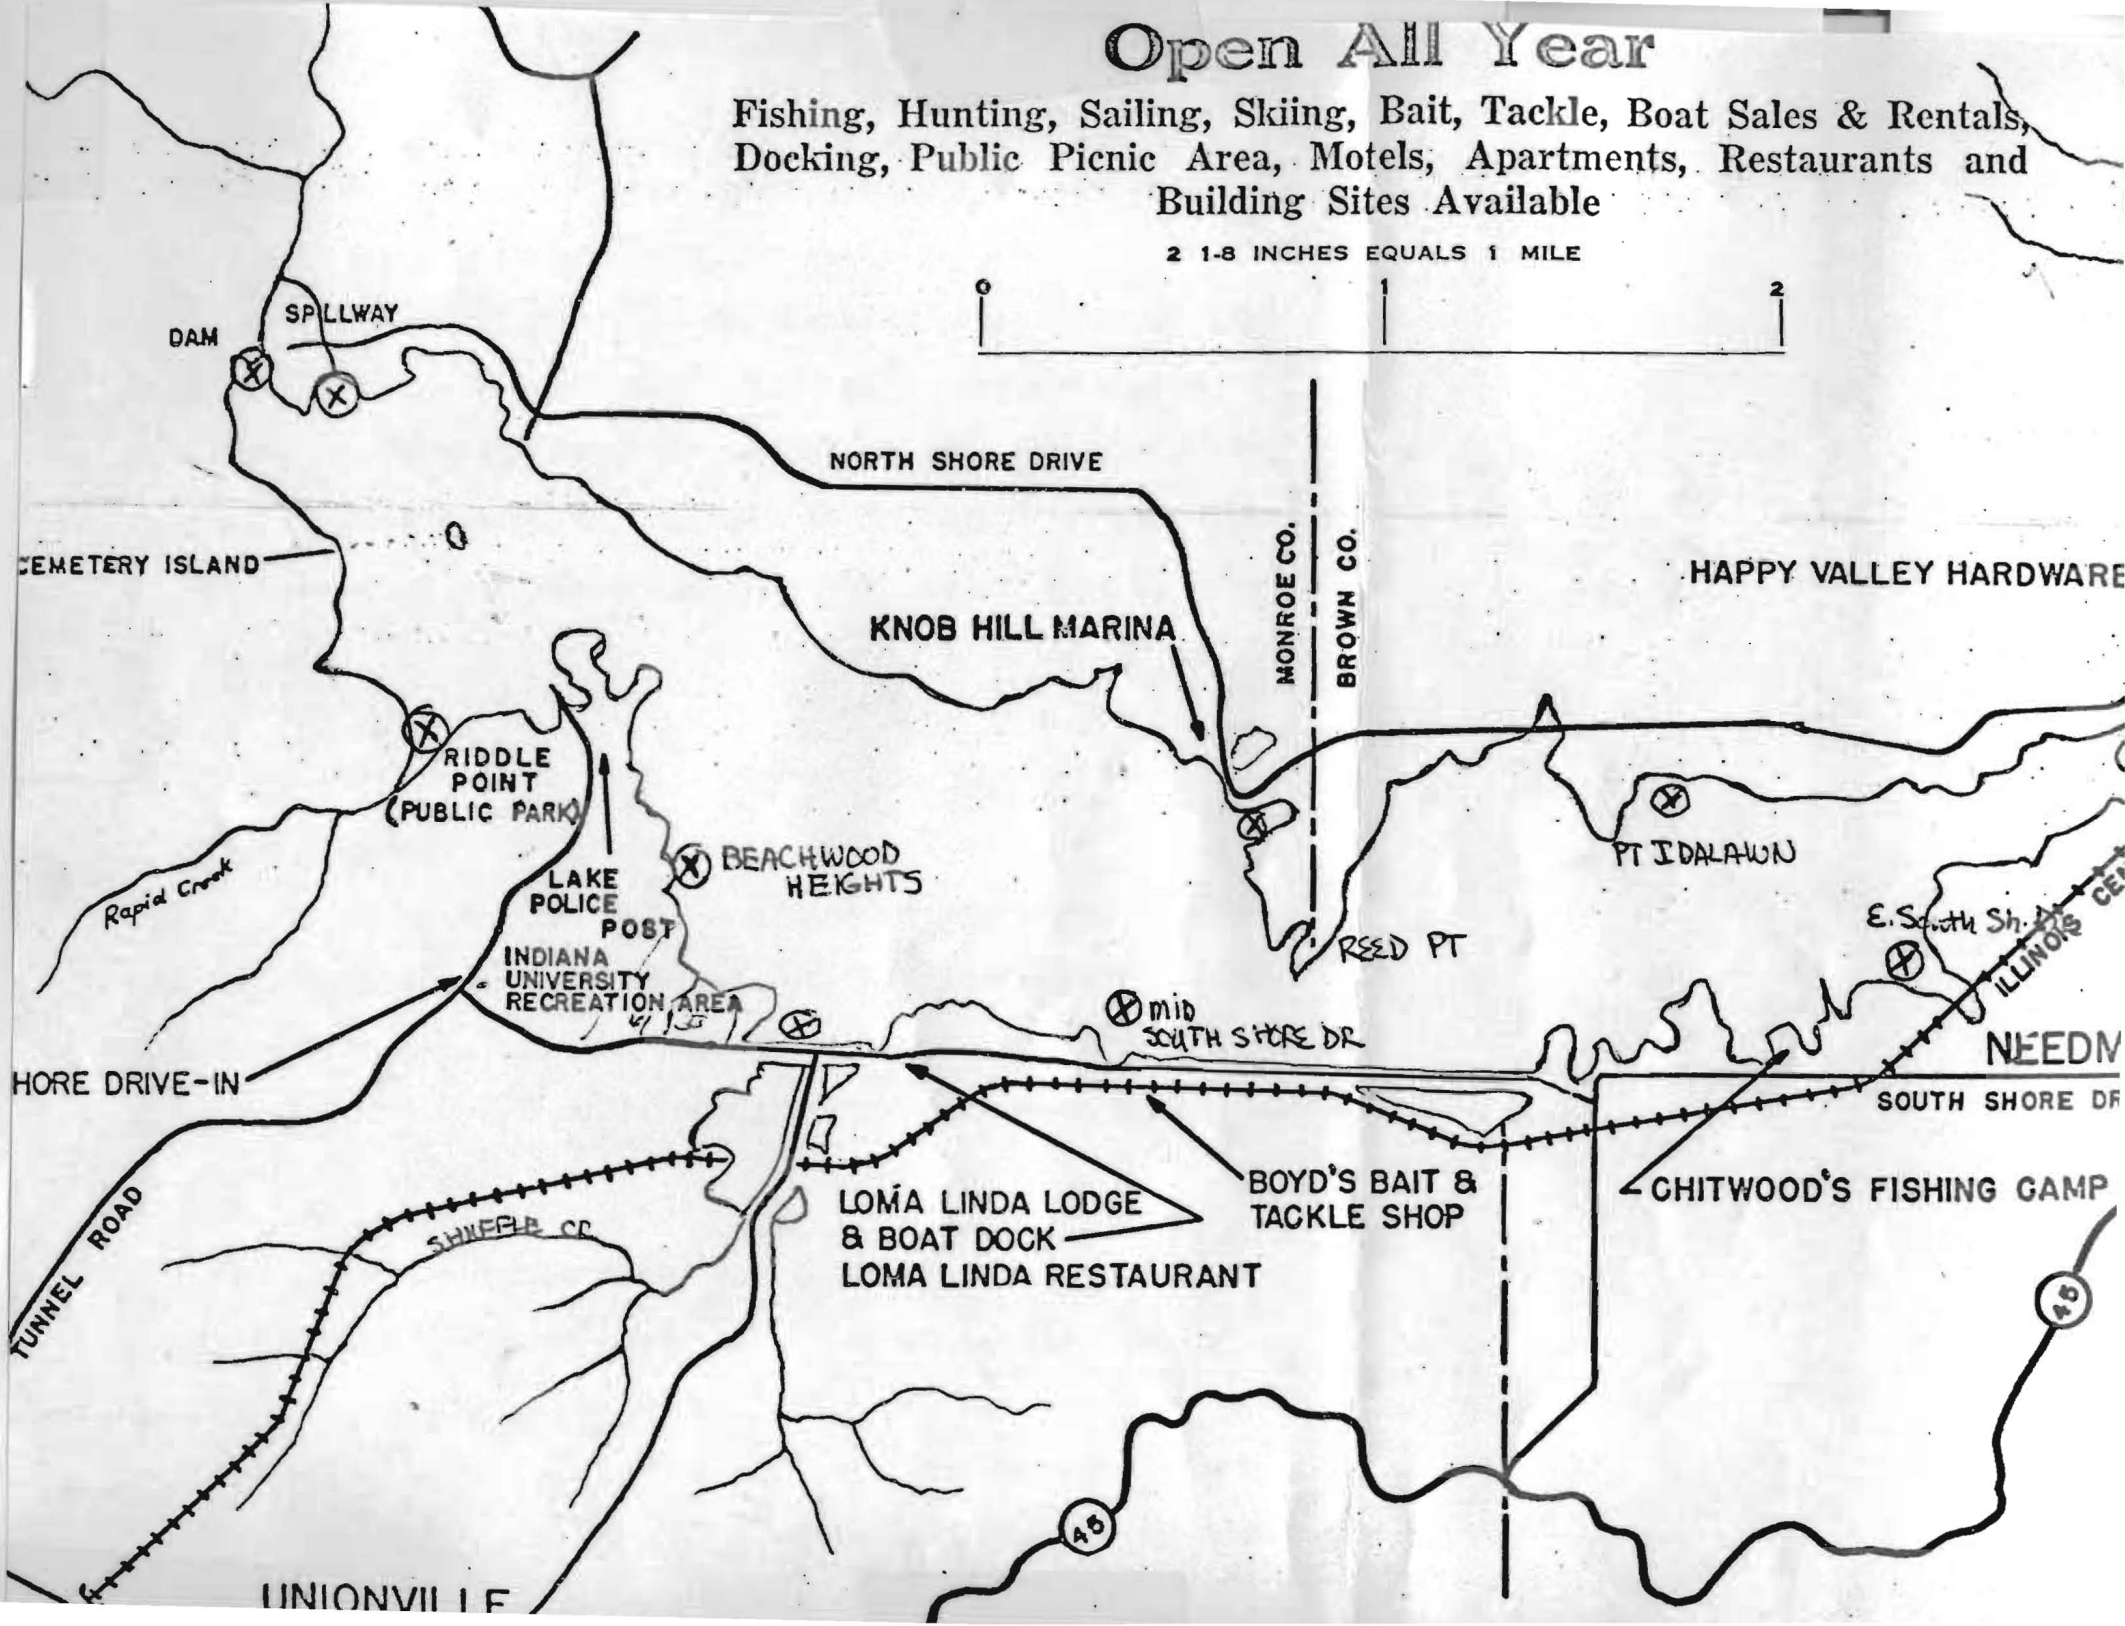 Open All Year
Fishing, Hunting, Sailing, Skiing, Bait, Tackle, Boat Sales & Rentals,
Docking, Public Picnic Area, Motels, Apartments, Restaurants and
Building Sites Available
2 1-8 INCHES EQUALS 1 MILE
0 1 2
SPILLWAY
DAM
NORTH SHORE DRIVE
CEMETERY ISLAND
MONROE CO.
BROWN CO.
HAPPY VALLEY HARDWARE
KNOB HILL MARINA
RIDDLE
POINT
(PUBLIC PARK)
BEACHWOOD
HEIGHTS
PT IDALAWN
Rapid Creek
LAKE
POLICE
POST
E. South Sh. Dr
ILLINOIS CEN
REED PT
INDIANA
UNIVERSITY
RECREATION AREA
MID
SOUTH SHORE DR
NEEDM
HORE DRIVE-IN
SOUTH SHORE DR
BOYD'S BAIT &
TACKLE SHOP
CHITWOOD'S FISHING CAMP
LOMA LINDA LODGE
& BOAT DOCK
LOMA LINDA RESTAURANT
SHUFFLE CR
TUNNEL ROAD
45
45
UNIONVILLE